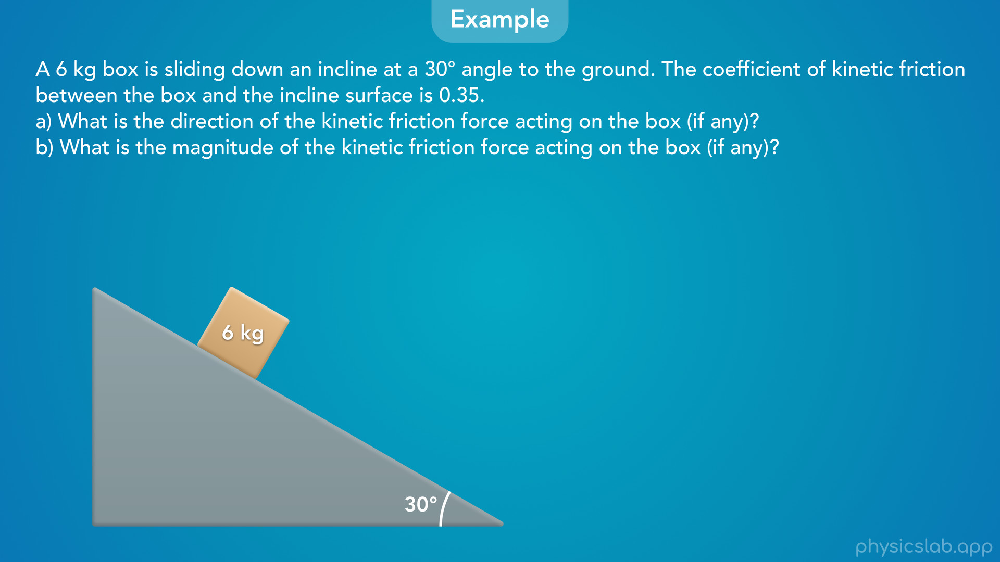 Example
A 6 kg box is sliding down an incline at a 30° angle to the ground. The coefficient of kinetic friction
between the box and the incline surface is 0.35.
a) What is the direction of the kinetic friction force acting on the box (if any)?
b) What is the magnitude of the kinetic friction force acting on the box (if any)?
6 kg
30°
physicslab.app